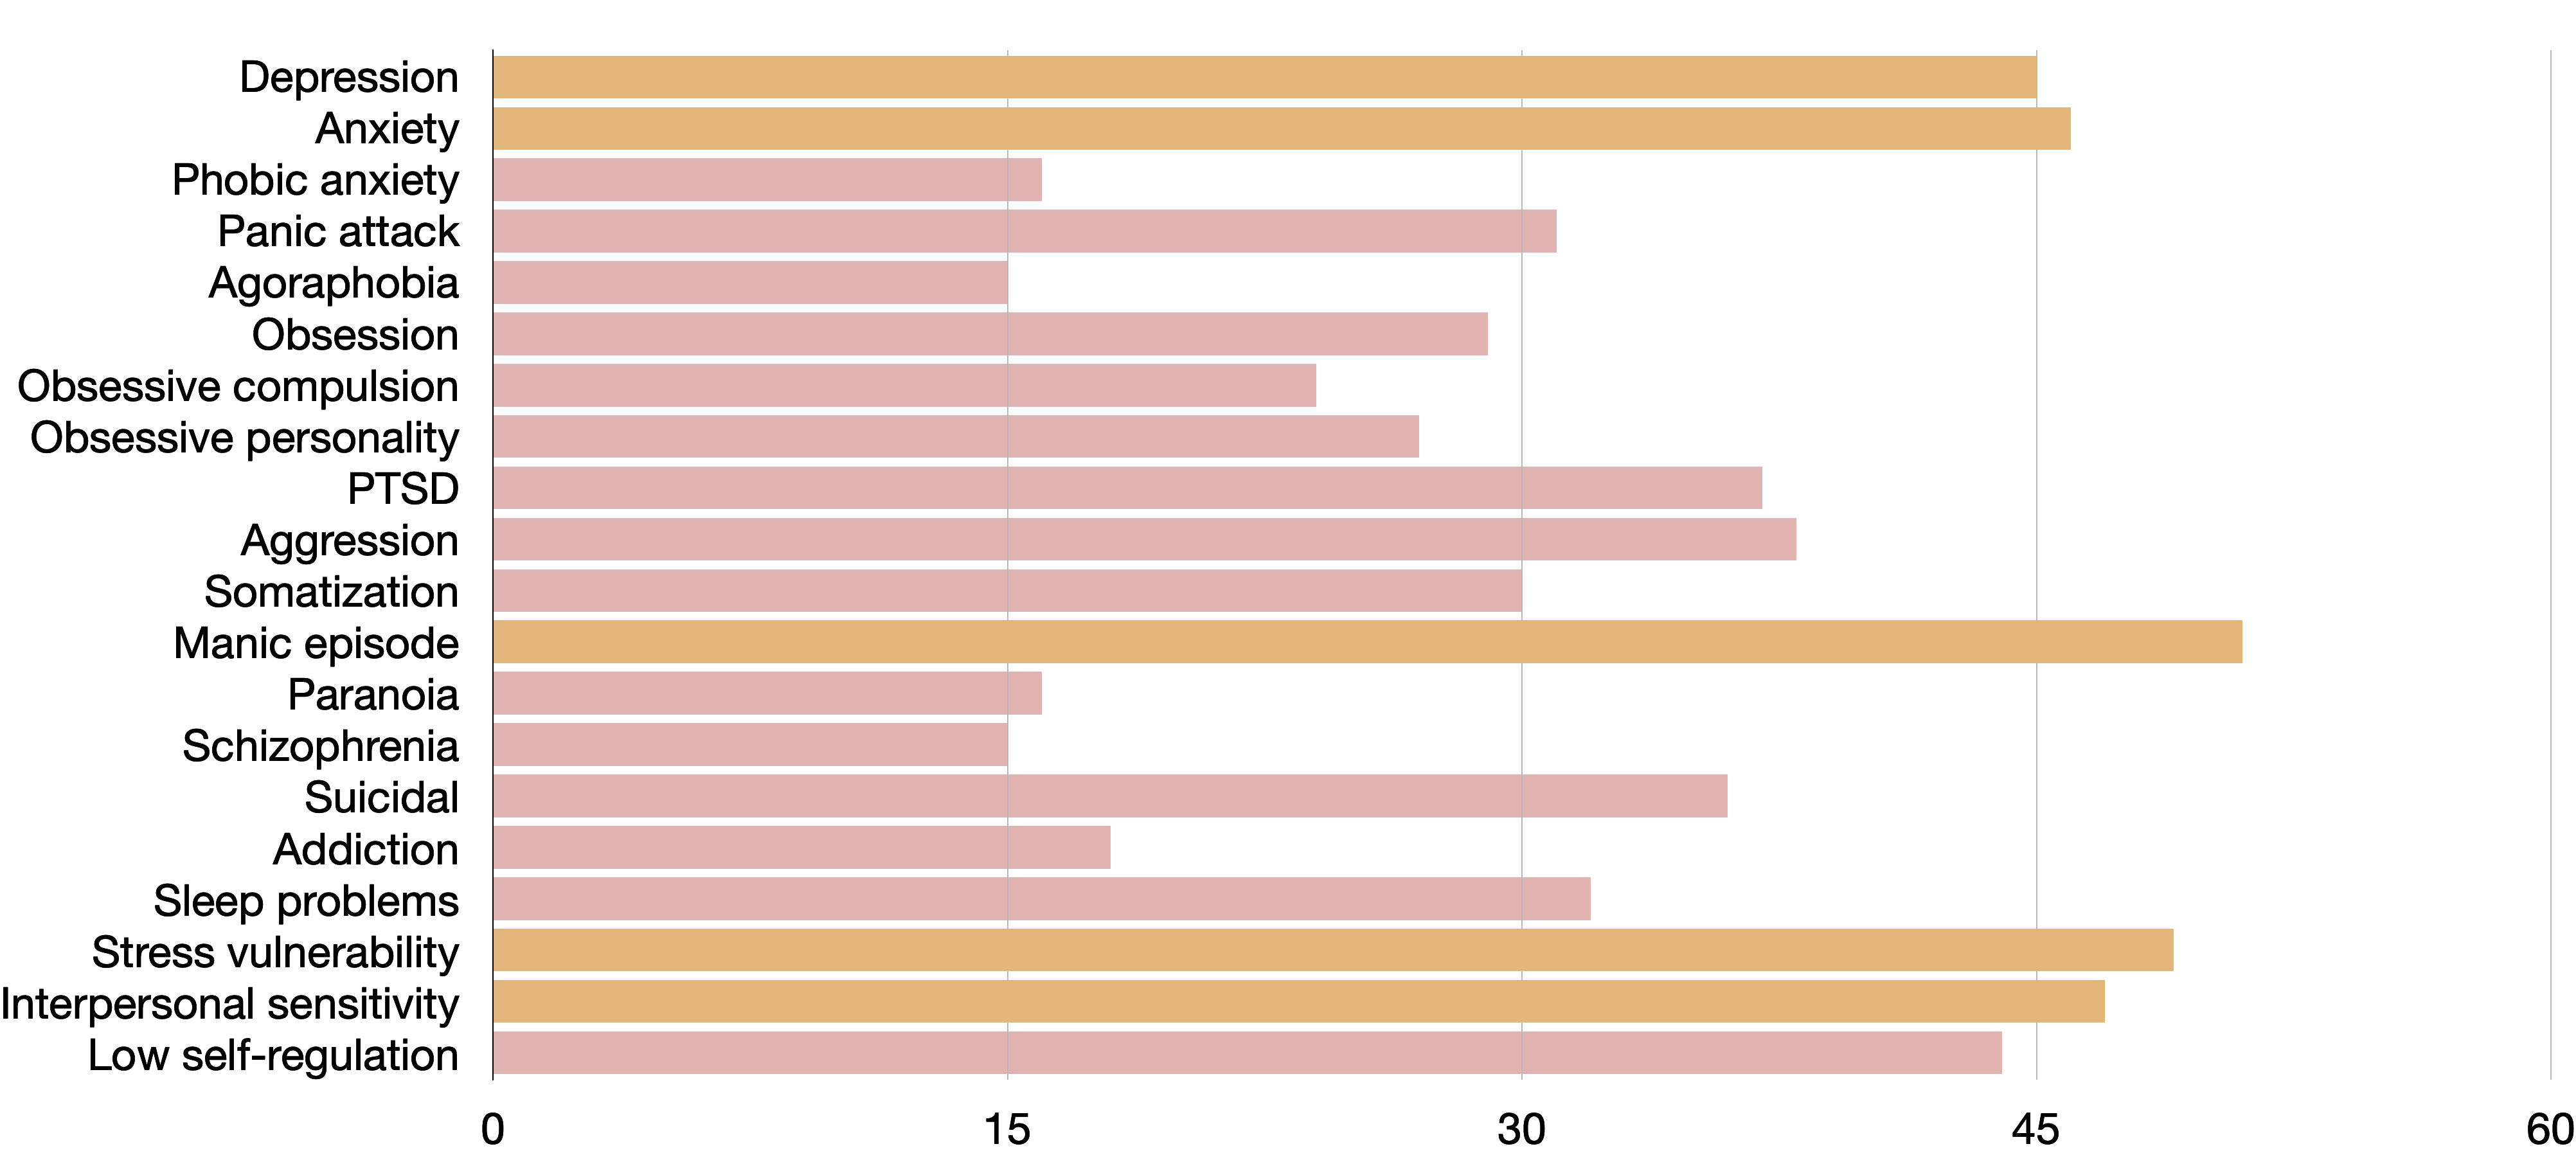 Depression
Anxiety
Phobic anxiety
Panic attack
Agoraphobia
Obsession
Obsessive compulsion
Obsessive personality
PTSD
Aggression
Somatization
Manic episode
Paranoia
Schizophrenia
Suicidal
Addiction
Sleep problems
Stress vulnerability
Interpersonal sensitivity
Low self-regulation
0 15 30 45 60